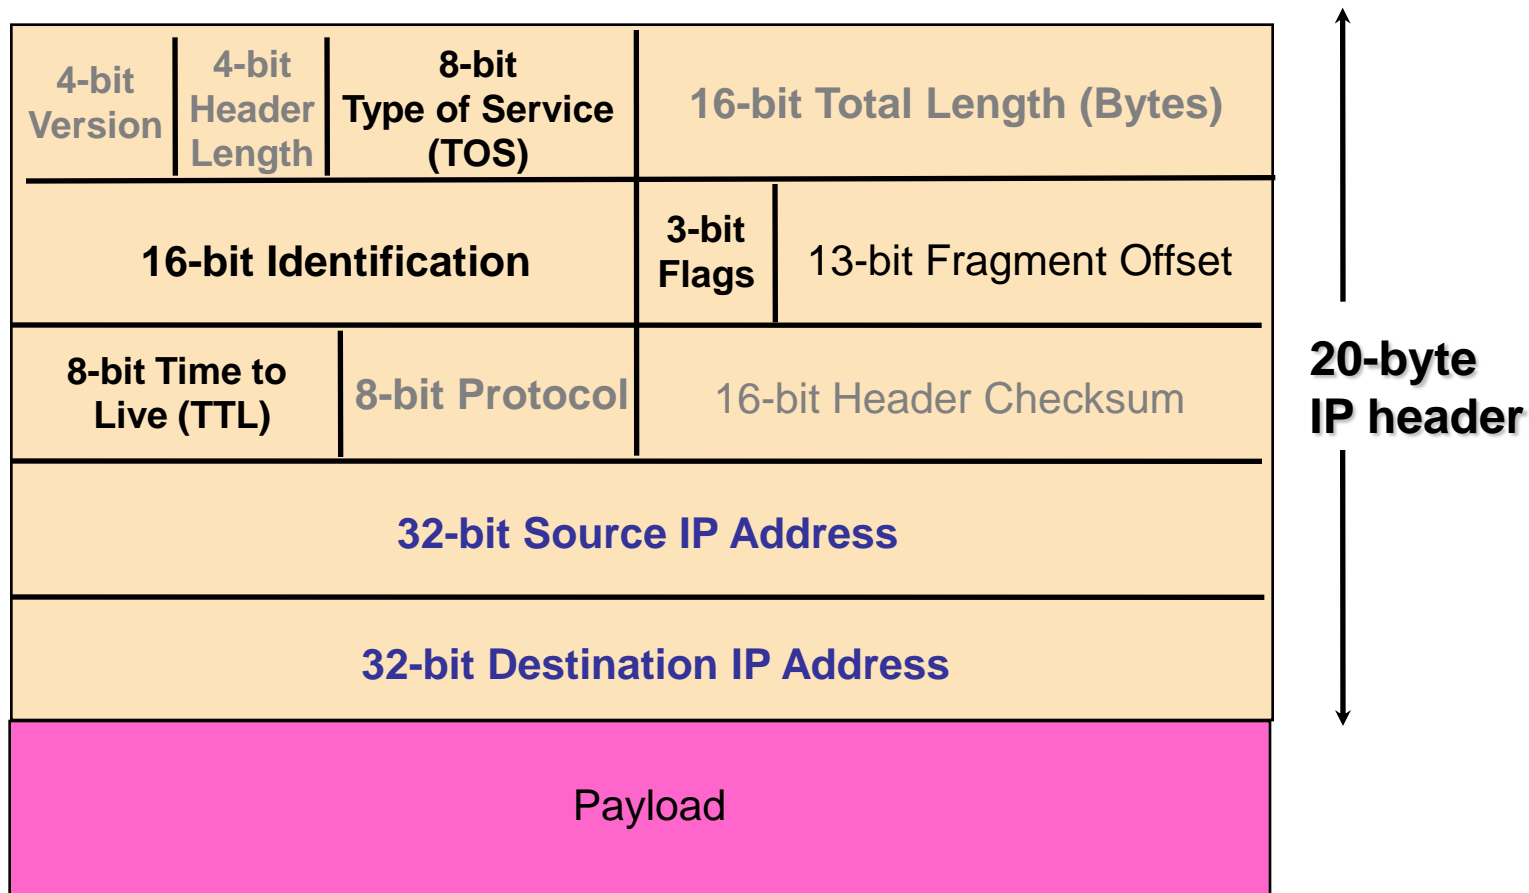 4-bit
Version
4-bit
Header
Length
8-bit
Type of Service
(TOS)
16-bit Total Length (Bytes)
16-bit Identification
3-bit
Flags
13-bit Fragment Offset
8-bit Time to
Live (TTL)
8-bit Protocol
16-bit Header Checksum
20-byte
IP header
32-bit Source IP Address
32-bit Destination IP Address
Payload